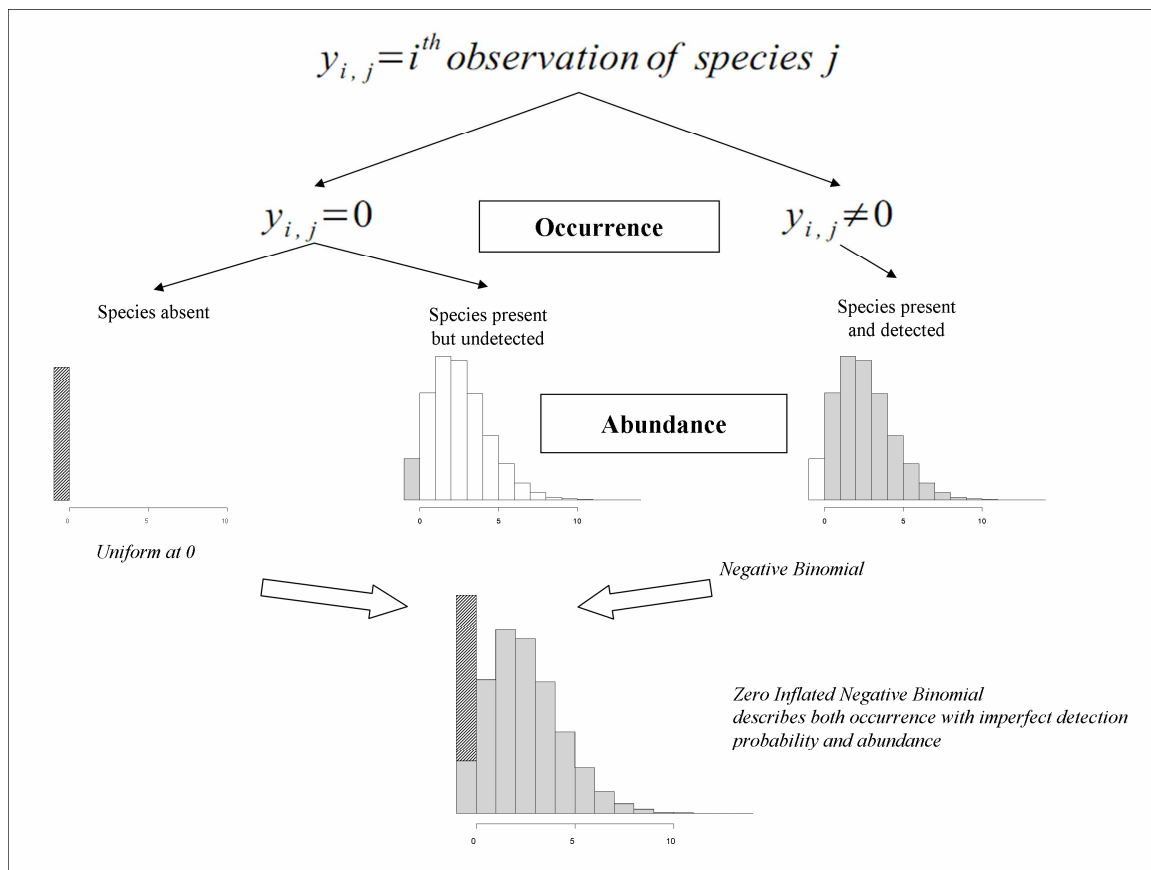 y_{i, j}=i^{th} observation of species j
y_{i, j}=0
Occurrence
y_{i, j}≠0
Species absent
Species present
but undetected
Species present
and detected
Abundance
0 5 10
0 5 10
0 5 10
Uniform at 0
Negative Binomial
Zero Inflated Negative Binomial
describes both occurrence with imperfect detection
probability and abundance
0 5 10